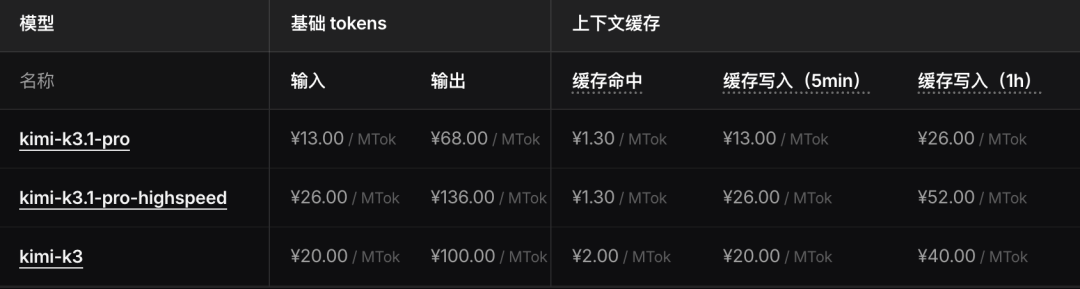 模型 基础 tokens 上下文缓存
名称 输入 输出 缓存命中 缓存写入（5min） 缓存写入（1h）
kimi-k3.1-pro ¥13.00 / MTok ¥68.00 / MTok ¥1.30 / MTok ¥13.00 / MTok ¥26.00 / MTok
kimi-k3.1-pro-highspeed ¥26.00 / MTok ¥136.00 / MTok ¥1.30 / MTok ¥26.00 / MTok ¥52.00 / MTok
kimi-k3 ¥20.00 / MTok ¥100.00 / MTok ¥2.00 / MTok ¥20.00 / MTok ¥40.00 / MTok